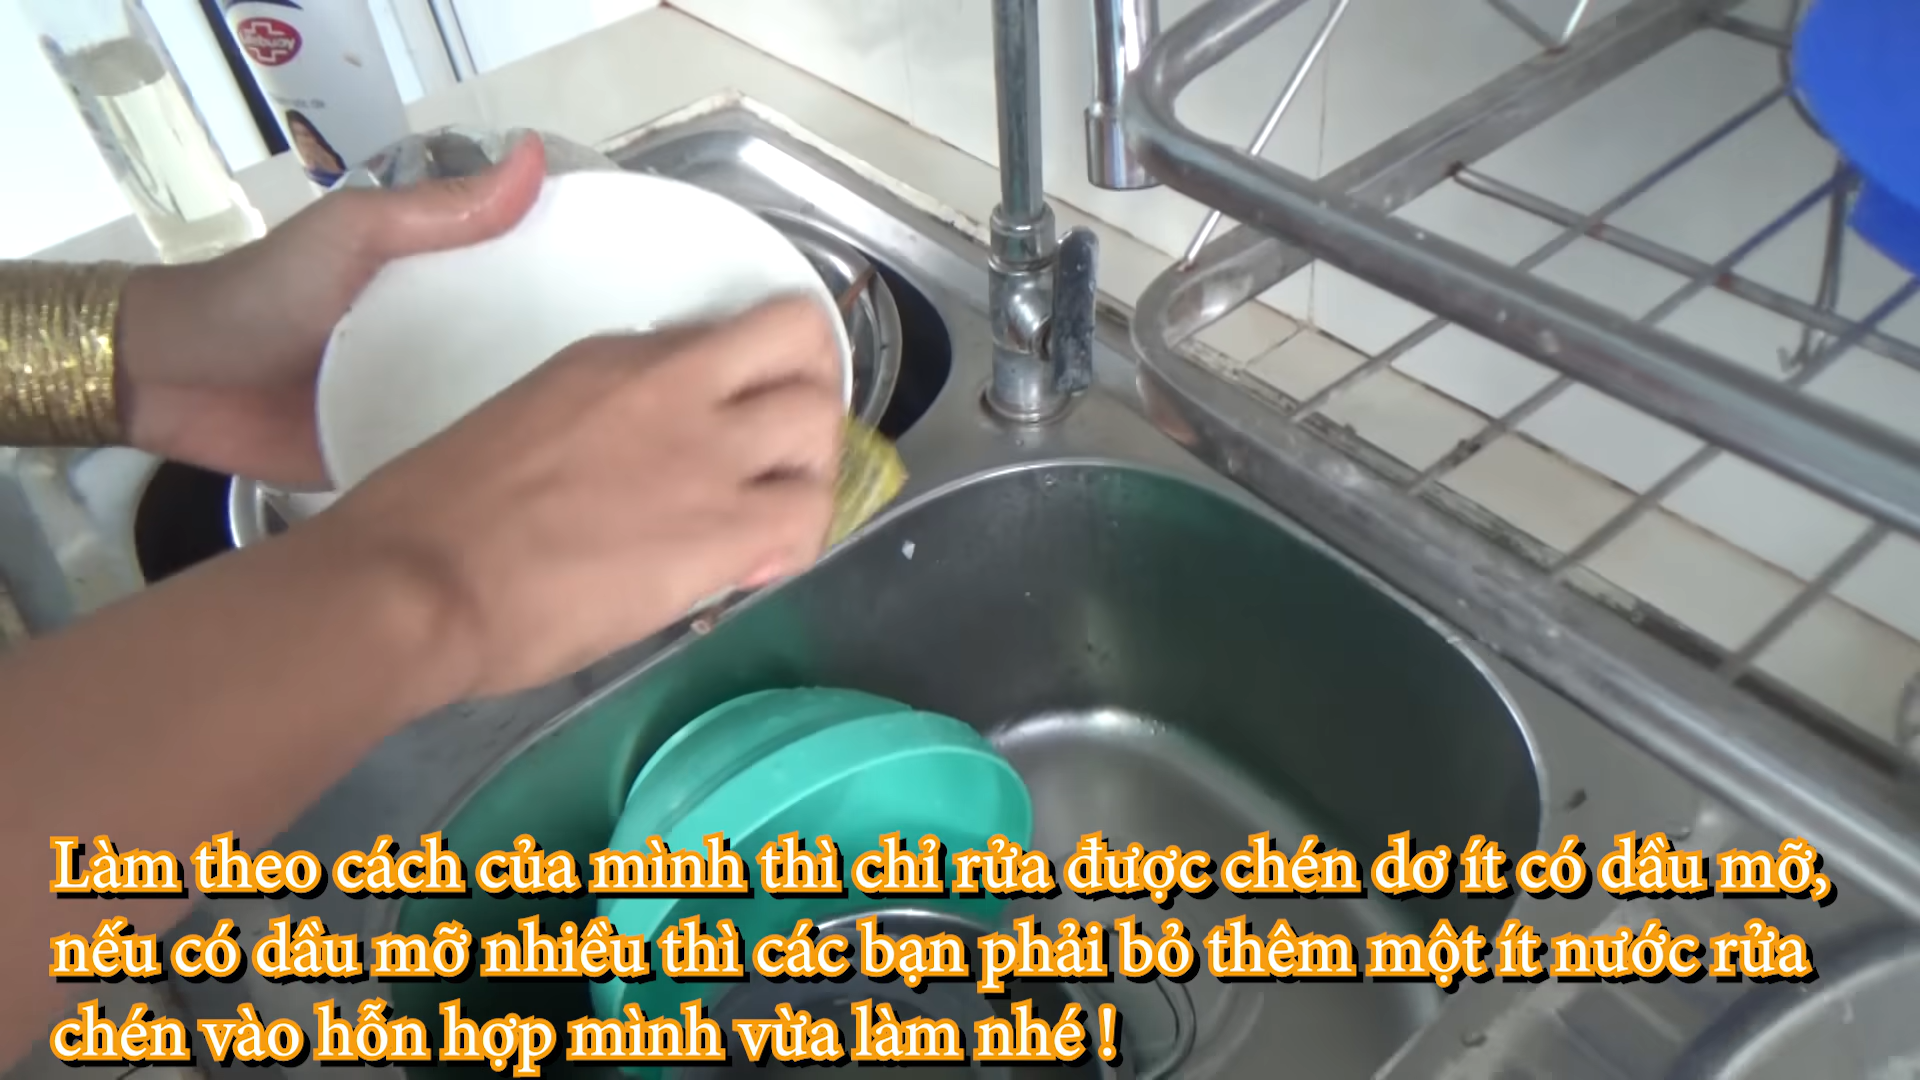 Làm theo cách của mình thì chỉ rửa được chén dơ ít có dầu mỡ,
nếu có dầu mỡ nhiều thì các bạn phải bỏ thêm một ít nước rửa
chén vào hỗn hợp mình vừa làm nhé !